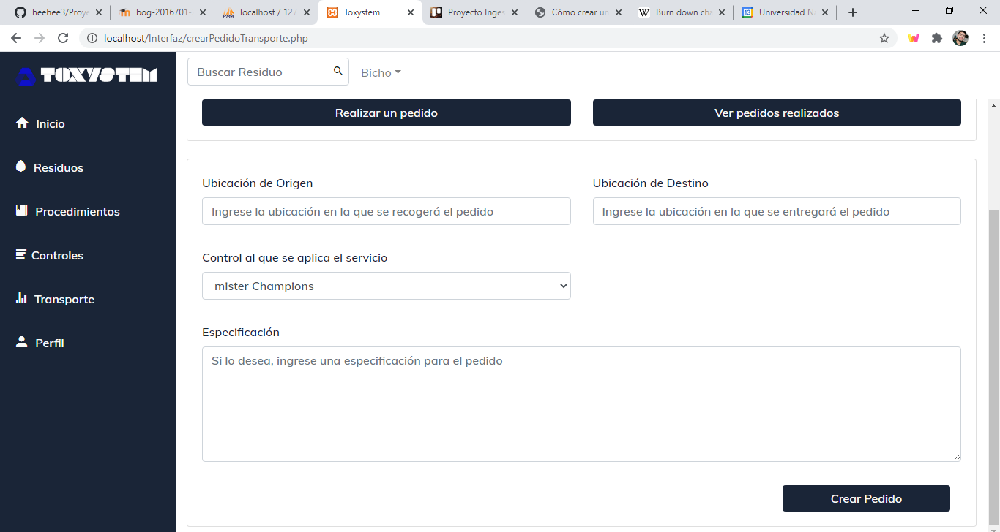 heehee3/Proye
bog-2016701-
localhost / 127
Toxystem
Proyecto Inges
Cómo crear un
Burn down cha
Universidad Na
localhost/Interfaz/crearPedidoTransporte.php
TOXYSTEM
Buscar Residuo
Bicho
Inicio
Residuos
Procedimientos
Controles
Transporte
Perfil
Realizar un pedido
Ver pedidos realizados
Ubicación de Origen
Ubicación de Destino
Ingrese la ubicación en la que se recogerá el pedido
Ingrese la ubicación en la que se entregará el pedido
Control al que se aplica el servicio
mister Champions
Especificación
Si lo desea, ingrese una especificación para el pedido
Crear Pedido